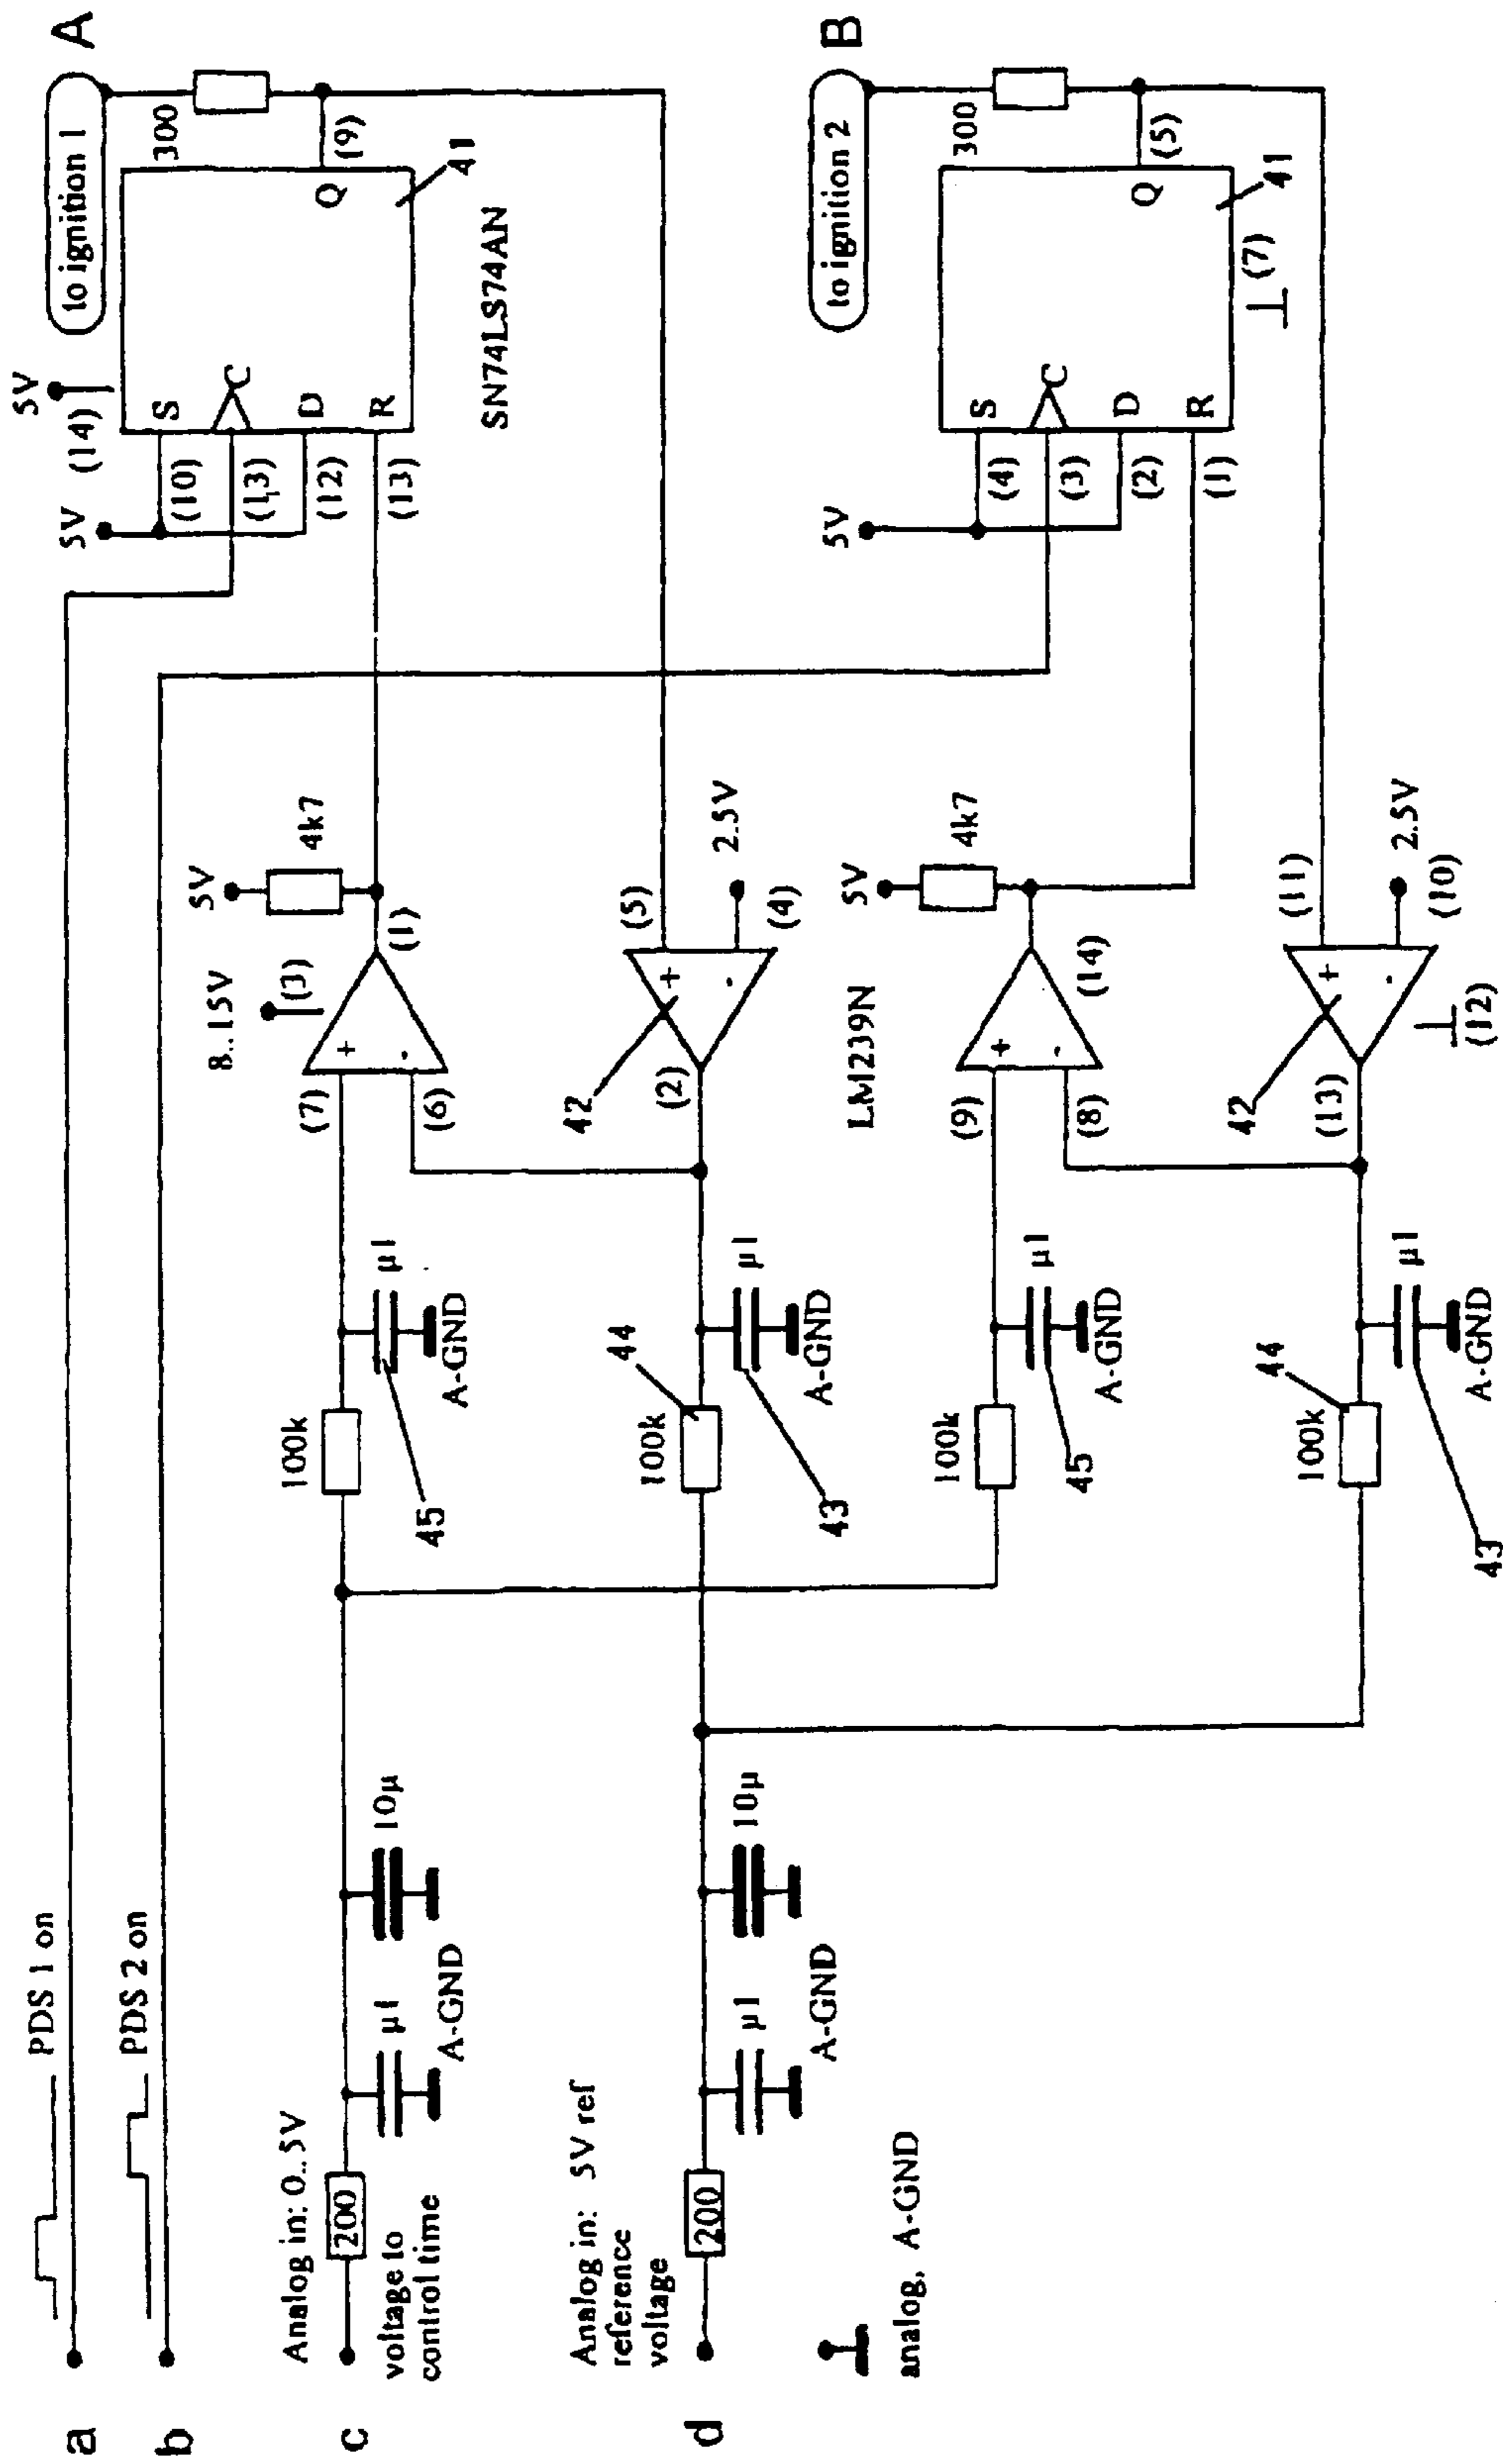 a
b
c
d
PDS 1 on
PDS 2 on
Analog in: 0..5V
200
voltage to
control time
µ1
10µ
A-GND
Analog in: 5V ref
reference
voltage
200
µ1
10µ
A-GND
analog, A-GND
100k
45
µ1
A-GND
100k
44
43
µ1
A-GND
100k
45
µ1
A-GND
100k
44
43
µ1
A-GND
8..15V
(3)
(7)
(6)
+
-
(1)
5V
4k7
42
(2)
+
-
(5)
(4)
2.5V
LM239N
(9)
(8)
+
-
(14)
5V
4k7
42
(13)
+
-
(11)
(10)
2.5V
(12)
5V
(14)
5V
(10)
(13)
(12)
(13)
S
C
D
R
Q
(9)
41
SN74LS74AN
300
to ignition 1
A
5V
(4)
(3)
(2)
(1)
S
C
D
R
Q
(5)
41
(7)
300
to ignition 2
B